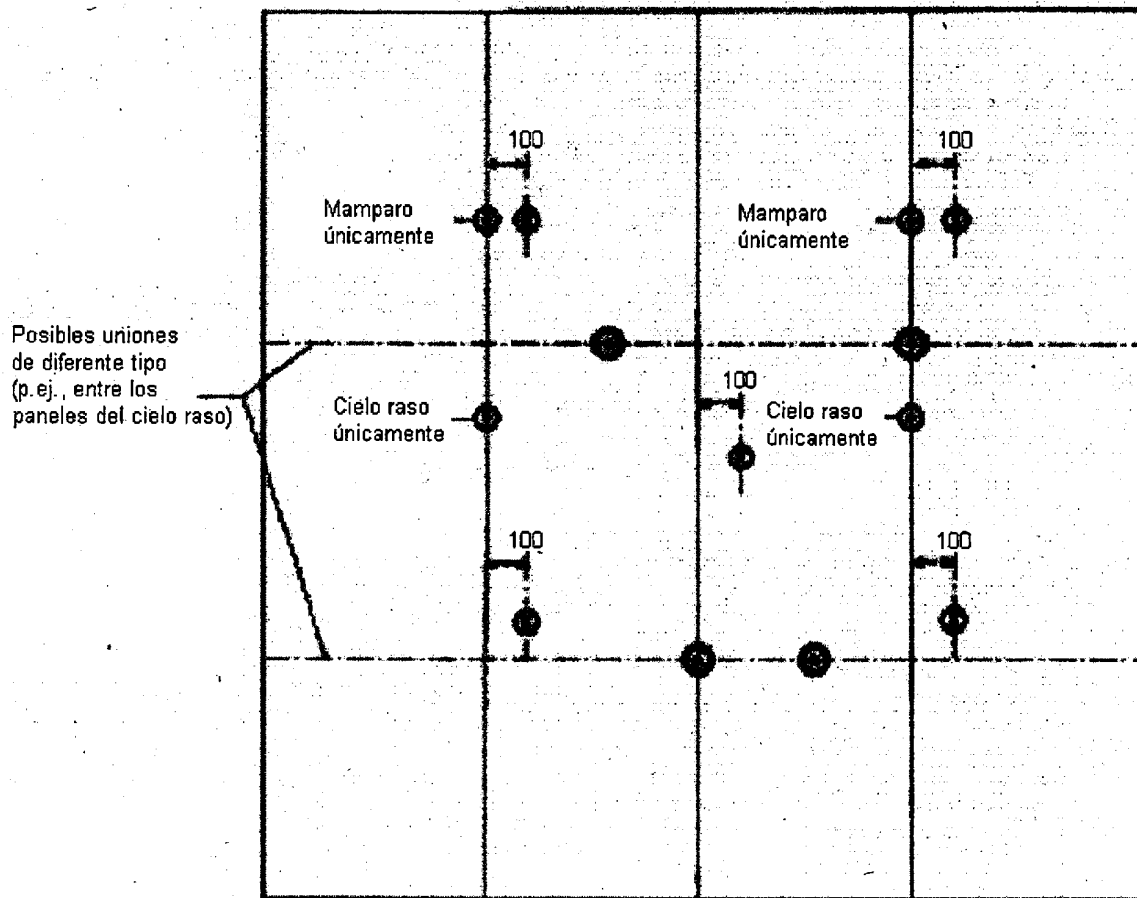 100
100
Mamparo
únicamente
Mamparo
únicamente
Posibles uniones
de diferente tipo
(p. ej., entre los
paneles del cielo raso)
100
Cielo raso
únicamente
Cielo raso
únicamente
100
100